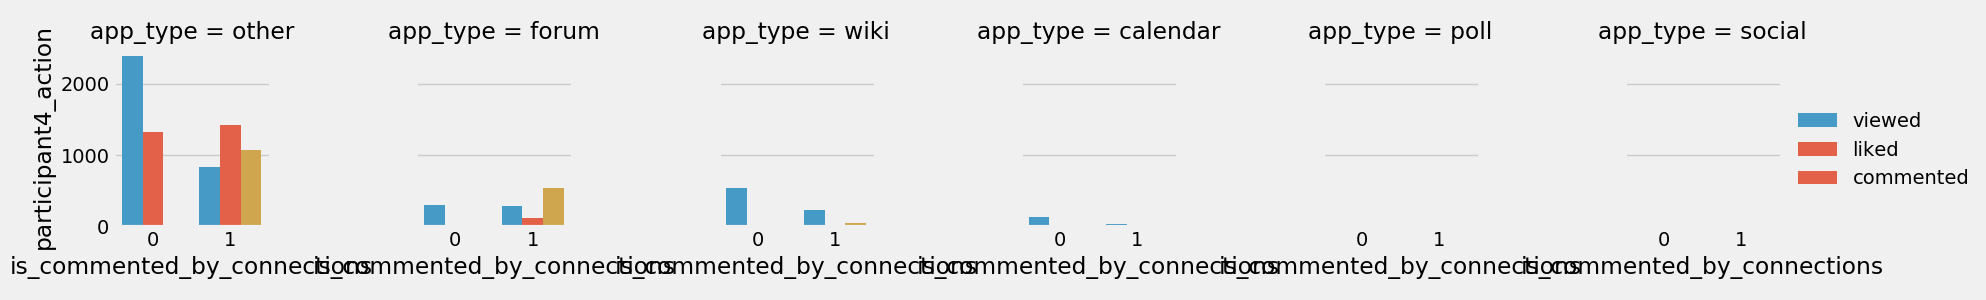 app_type = other
app_type = forum
app_type = wiki
app_type = calendar
app_type = poll
app_type = social
participant4_action
2000
1000
0
0 1
0 1
0 1
0 1
0 1
0 1
is_commented_by_connections
is_commented_by_connections
is_commented_by_connections
is_commented_by_connections
is_commented_by_connections
is_commented_by_connections
viewed
liked
commented